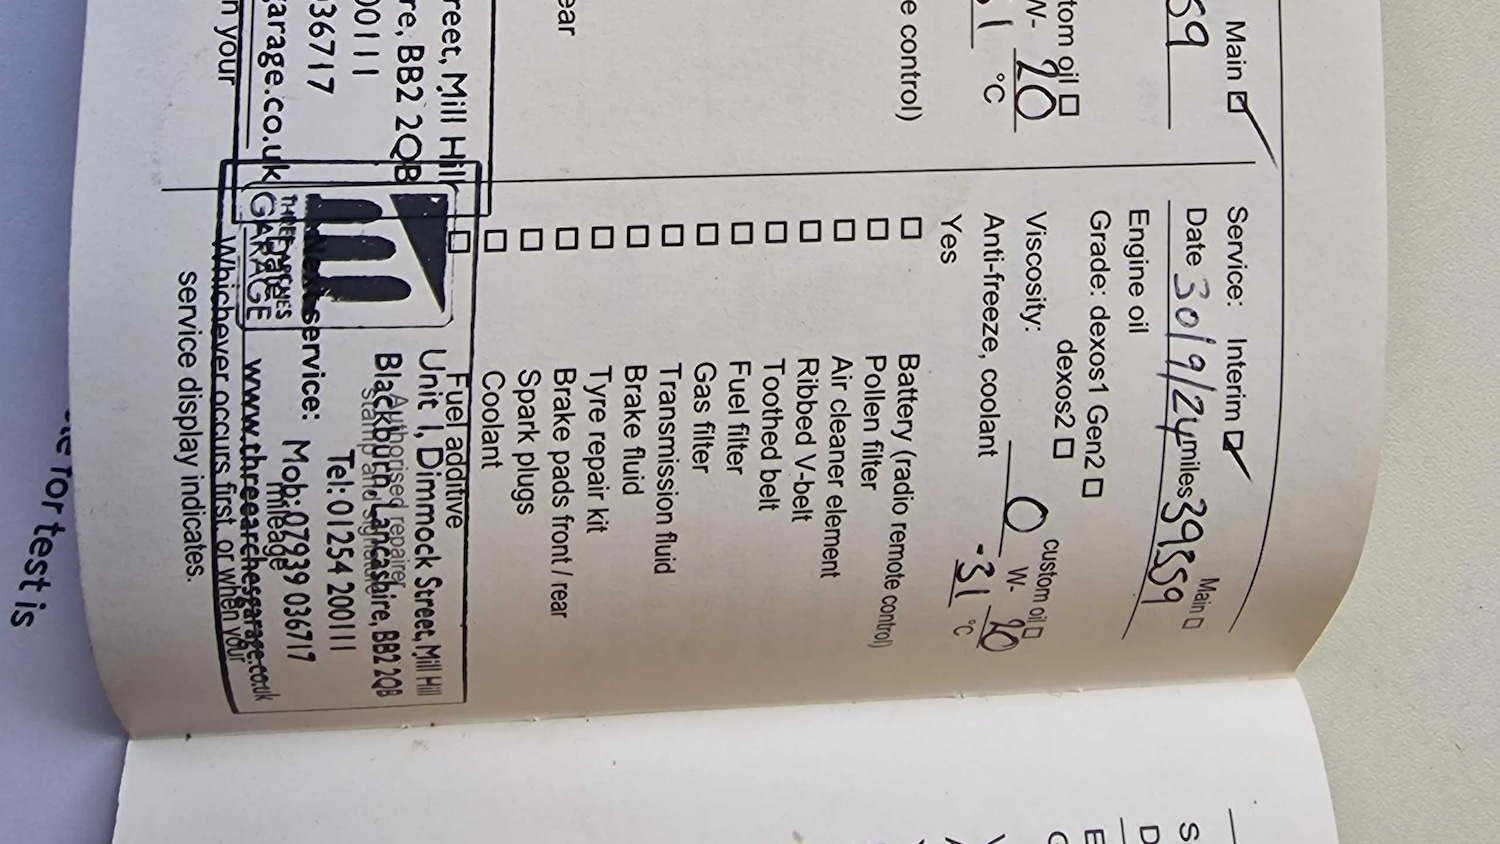 Main
59
tom oil
W- 20
31 °C
e control)
ear
reet, Mill Hill
re, BB2 2QB
00111
036717
garage.co.uk
n your
Service: Interim Main
Date 30/9/24 miles 39559
Engine oil
Grade: dexos1 Gen2
dexos2 custom oil
Viscosity: 0 W- 20
Anti-freeze, coolant -31 °C
Yes
Battery (radio remote control)
Pollen filter
Air cleaner element
Ribbed V-belt
Toothed belt
Fuel filter
Gas filter
Transmission fluid
Brake fluid
Tyre repair kit
Brake pads front / rear
Spark plugs
Coolant
Fuel additive
THREE ARCHES
GARAGE
Unit 1, Dimmock Street, Mill Hill
Blackburn, Lancashire, BB2 2QB
Tel: 01254 200111
Mob: 07939 036717
www.threearchesgarage.co.uk
Authorised repairer
stamp and signature
Next service:
Date mileage
Whichever occurs first, or when your
service display indicates.
for test is